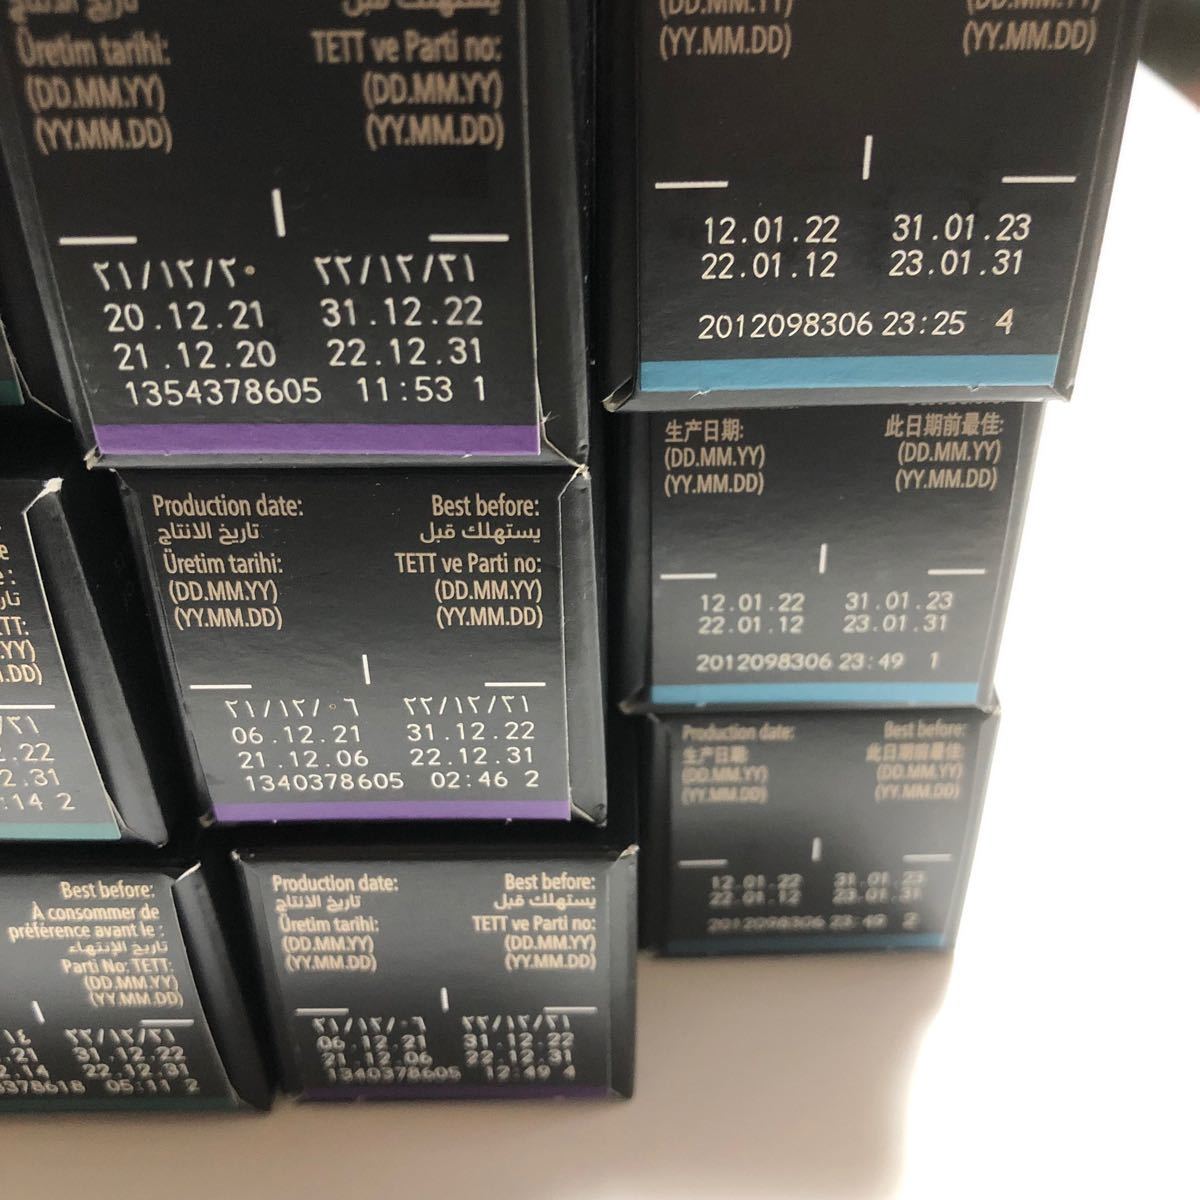 Üretim tarihi:
(DD.MM.YY)
(YY.MM.DD)
TETT ve Parti no:
(DD.MM.YY)
(YY.MM.DD)
٢١/١٢/٢٠ ٢٢/١٢/٣١
20.12.21 31.12.22
21.12.20 22.12.31
1354378605 11:53 1
(DD.MM.YY) (DD.MM.YY)
(YY.MM.DD) (YY.MM.DD)
12.01.22 31.01.23
22.01.12 23.01.31
2012098306 23:25 4
生产日期: 此日期前最佳:
(DD.MM.YY) (DD.MM.YY)
(YY.MM.DD) (YY.MM.DD)
12.01.22 31.01.23
22.01.12 23.01.31
2012098306 23:49 1
Production date: Best before:
تاريخ الانتاج يستهلك قبل
Üretim tarihi: TETT ve Parti no:
(DD.MM.YY) (DD.MM.YY)
(YY.MM.DD) (YY.MM.DD)
٢١/١٢/٠٦ ٢٢/١٢/٣١
06.12.21 31.12.22
21.12.06 22.12.31
1340378605 02:46 2
Production date: Best before:
生产日期: 此日期前最佳:
(DD.MM.YY) (DD.MM.YY)
(YY.MM.DD) (YY.MM.DD)
12.01.22 31.01.23
22.01.12 23.01.31
2012098306 23:49 2
:14 2
Best before:
À consommer de
préférence avant le :
تاريخ الإنتهاء
Parti No: TETT:
(DD.MM.YY)
(YY.MM.DD)
٢٢/١٢/٣١
.21 31.12.22
.14 22.12.31
378618 05:11 2
Production date: Best before:
تاريخ الانتاج يستهلك قبل
Üretim tarihi: TETT ve Parti no:
(DD.MM.YY) (DD.MM.YY)
(YY.MM.DD) (YY.MM.DD)
٢١/١٢/٠٦ ٢٢/١٢/٣١
06.12.21 31.12.22
21.12.06 22.12.31
1340378605 12:49 4